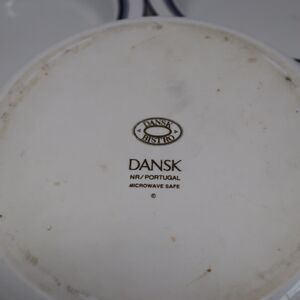 DANSK
BISTRO
DANSK
NR/PORTUGAL
MICROWAVE SAFE
©